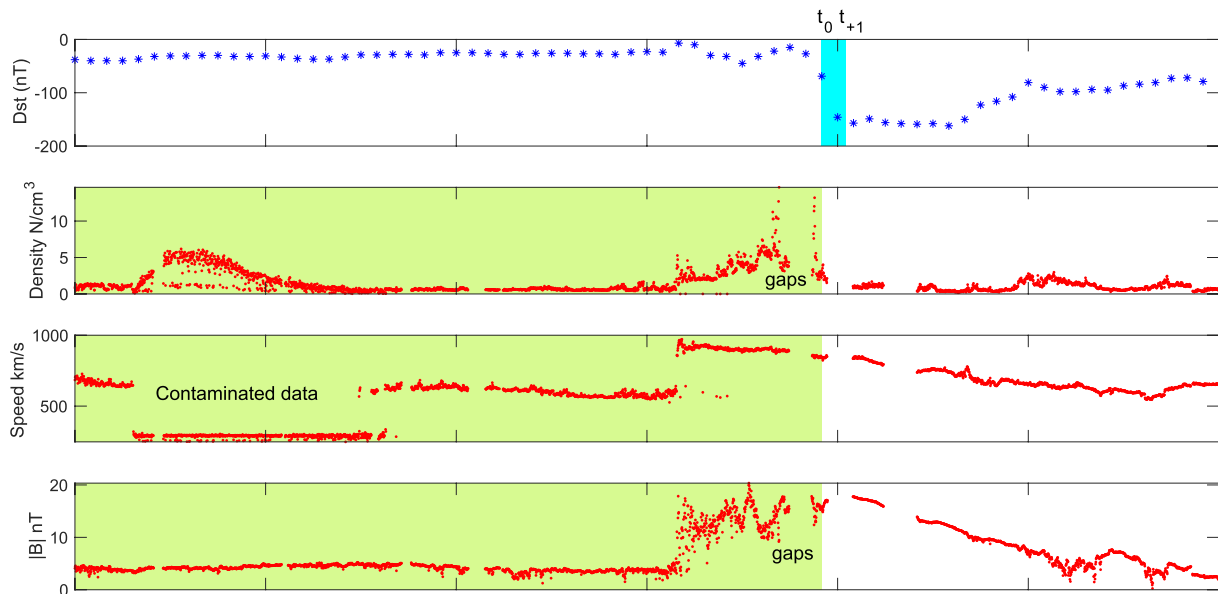 t0 t+1
0
-100
-200
Dst (nT)
10
5
0
Density N/cm3
gaps
1000
500
Speed km/s
Contaminated data
20
10
0
|B| nT
gaps